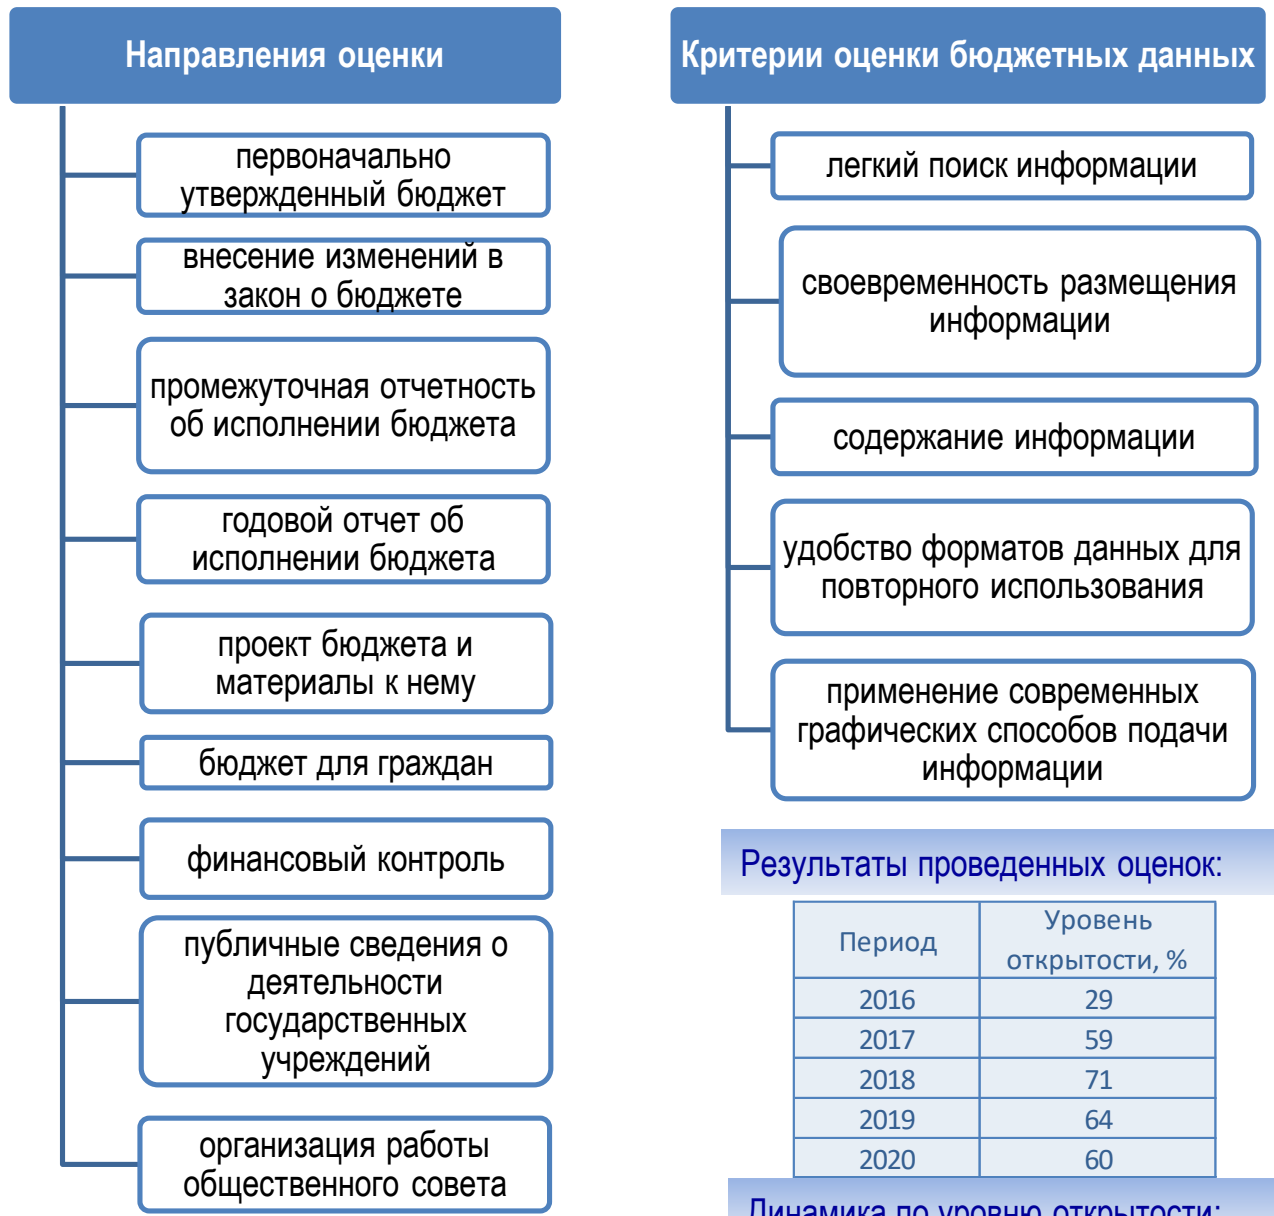 Направления оценки
первоначально
утвержденный бюджет
внесение изменений в
закон о бюджете
промежуточная отчетность
об исполнении бюджета
годовой отчет об
исполнении бюджета
проект бюджета и
материалы к нему
бюджет для граждан
финансовый контроль
публичные сведения о
деятельности
государственных
учреждений
организация работы
общественного совета
Критерии оценки бюджетных данных
легкий поиск информации
своевременность размещения
информации
содержание информации
удобство форматов данных для
повторного использования
применение современных
графических способов подачи
информации
Результаты проведенных оценок:
Период Уровень
открытости, %
2016 29
2017 59
2018 71
2019 64
2020 60
Динамика по уровню открытости: